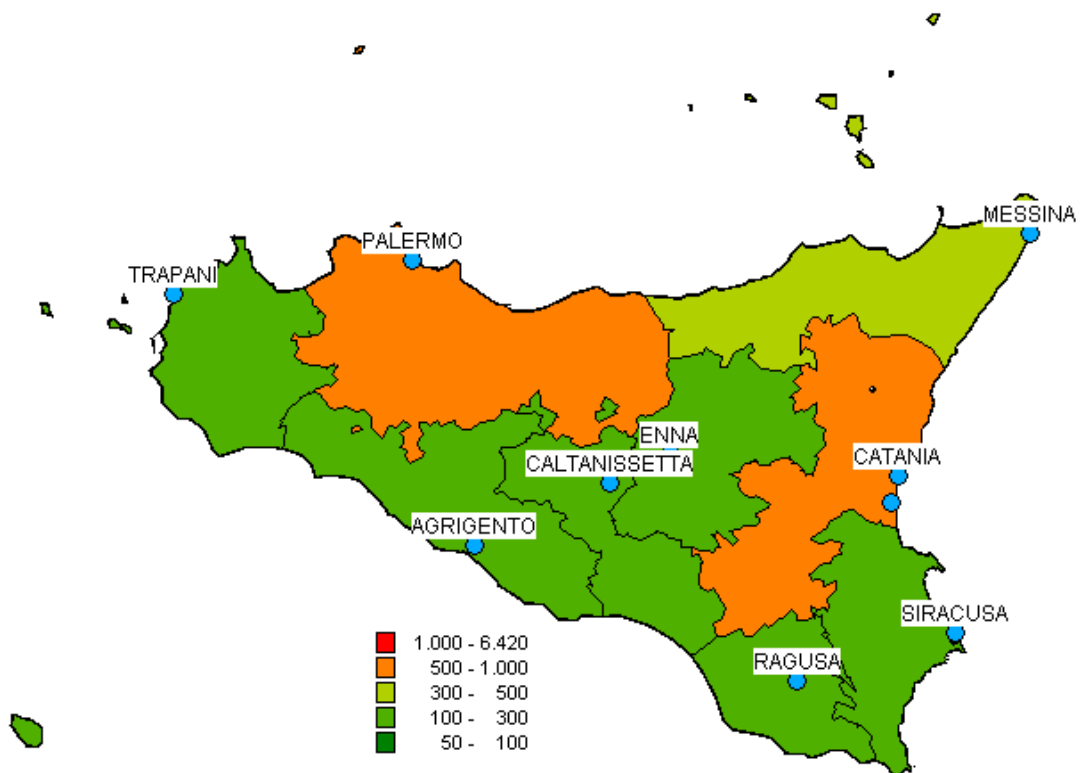 MESSINA
PALERMO
TRAPANI
ENNA
CATANIA
CALTANISSETTA
AGRIGENTO
SIRACUSA
RAGUSA
1.000 - 6.420
500 - 1.000
300 - 500
100 - 300
50 - 100